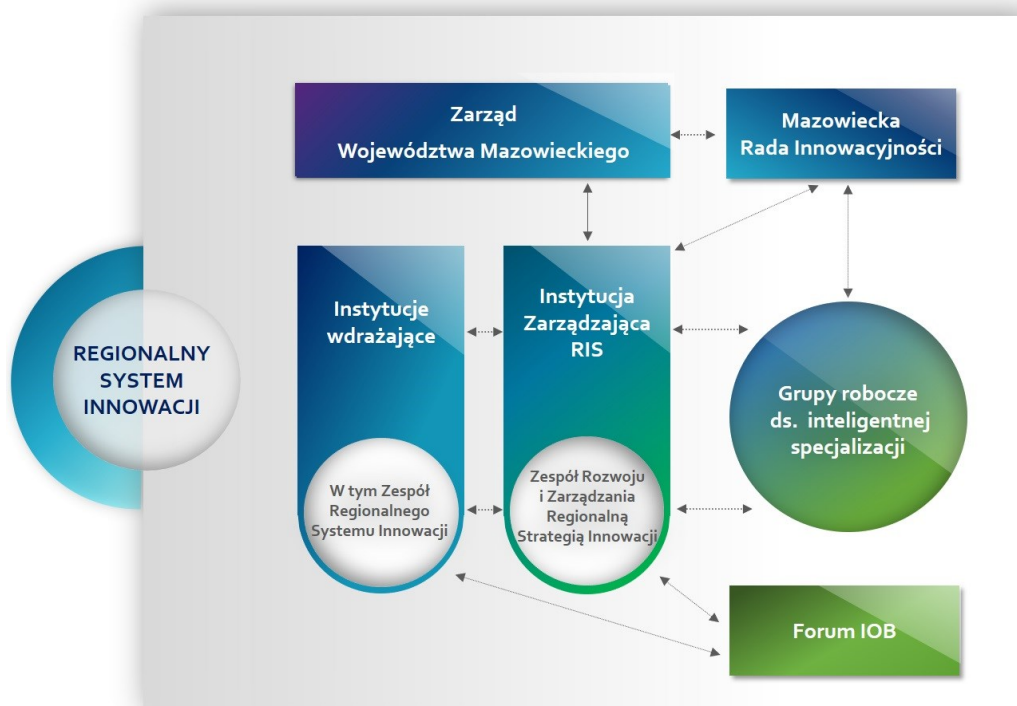 Zarząd
Województwa Mazowieckiego
Mazowiecka
Rada Innowacyjności
REGIONALNY
SYSTEM
INNOWACJI
Instytucje
wdrażające
W tym Zespół
Regionalnego
Systemu Innowacji
Instytucja
Zarządzająca
RIS
Zespół Rozwoju
i Zarządzania
Regionalną
Strategią Innowacji
Grupy robocze
ds. inteligentnej
specjalizacji
Forum IOB